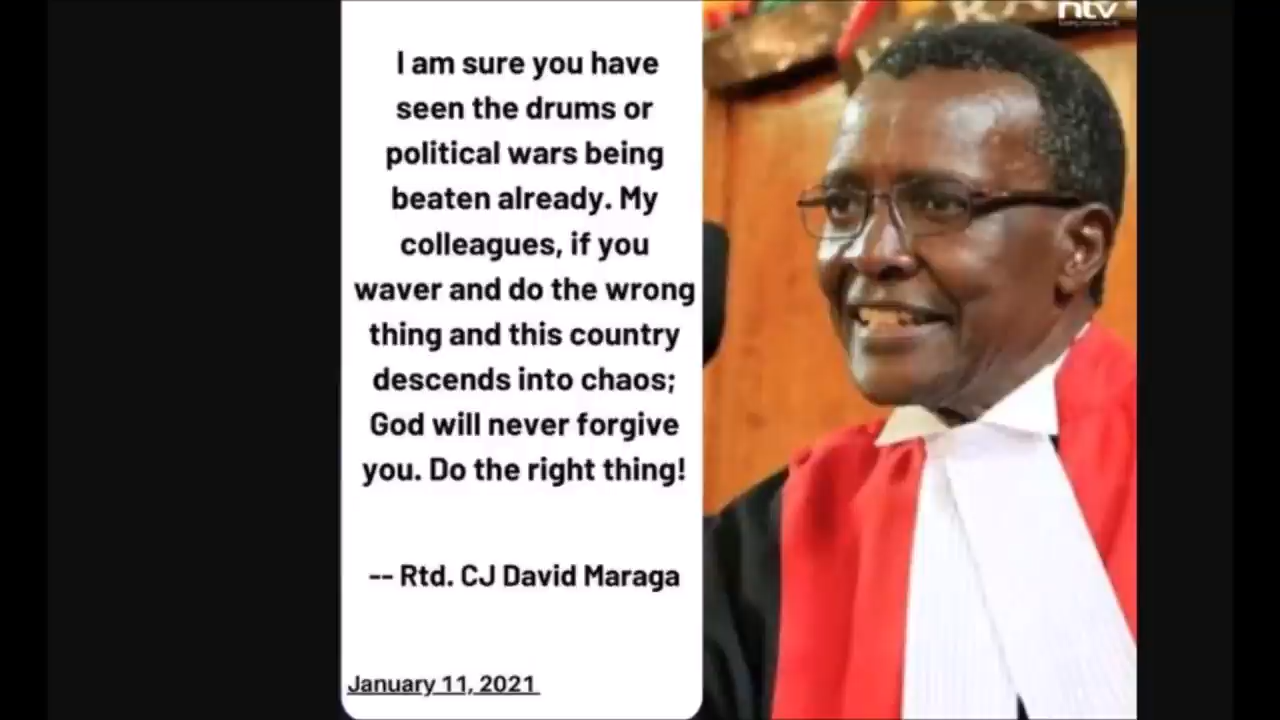 ntv
I am sure you have
seen the drums or
political wars being
beaten already. My
colleagues, if you
waver and do the wrong
thing and this country
descends into chaos;
God will never forgive
you. Do the right thing!
-- Rtd. CJ David Maraga
January 11, 2021